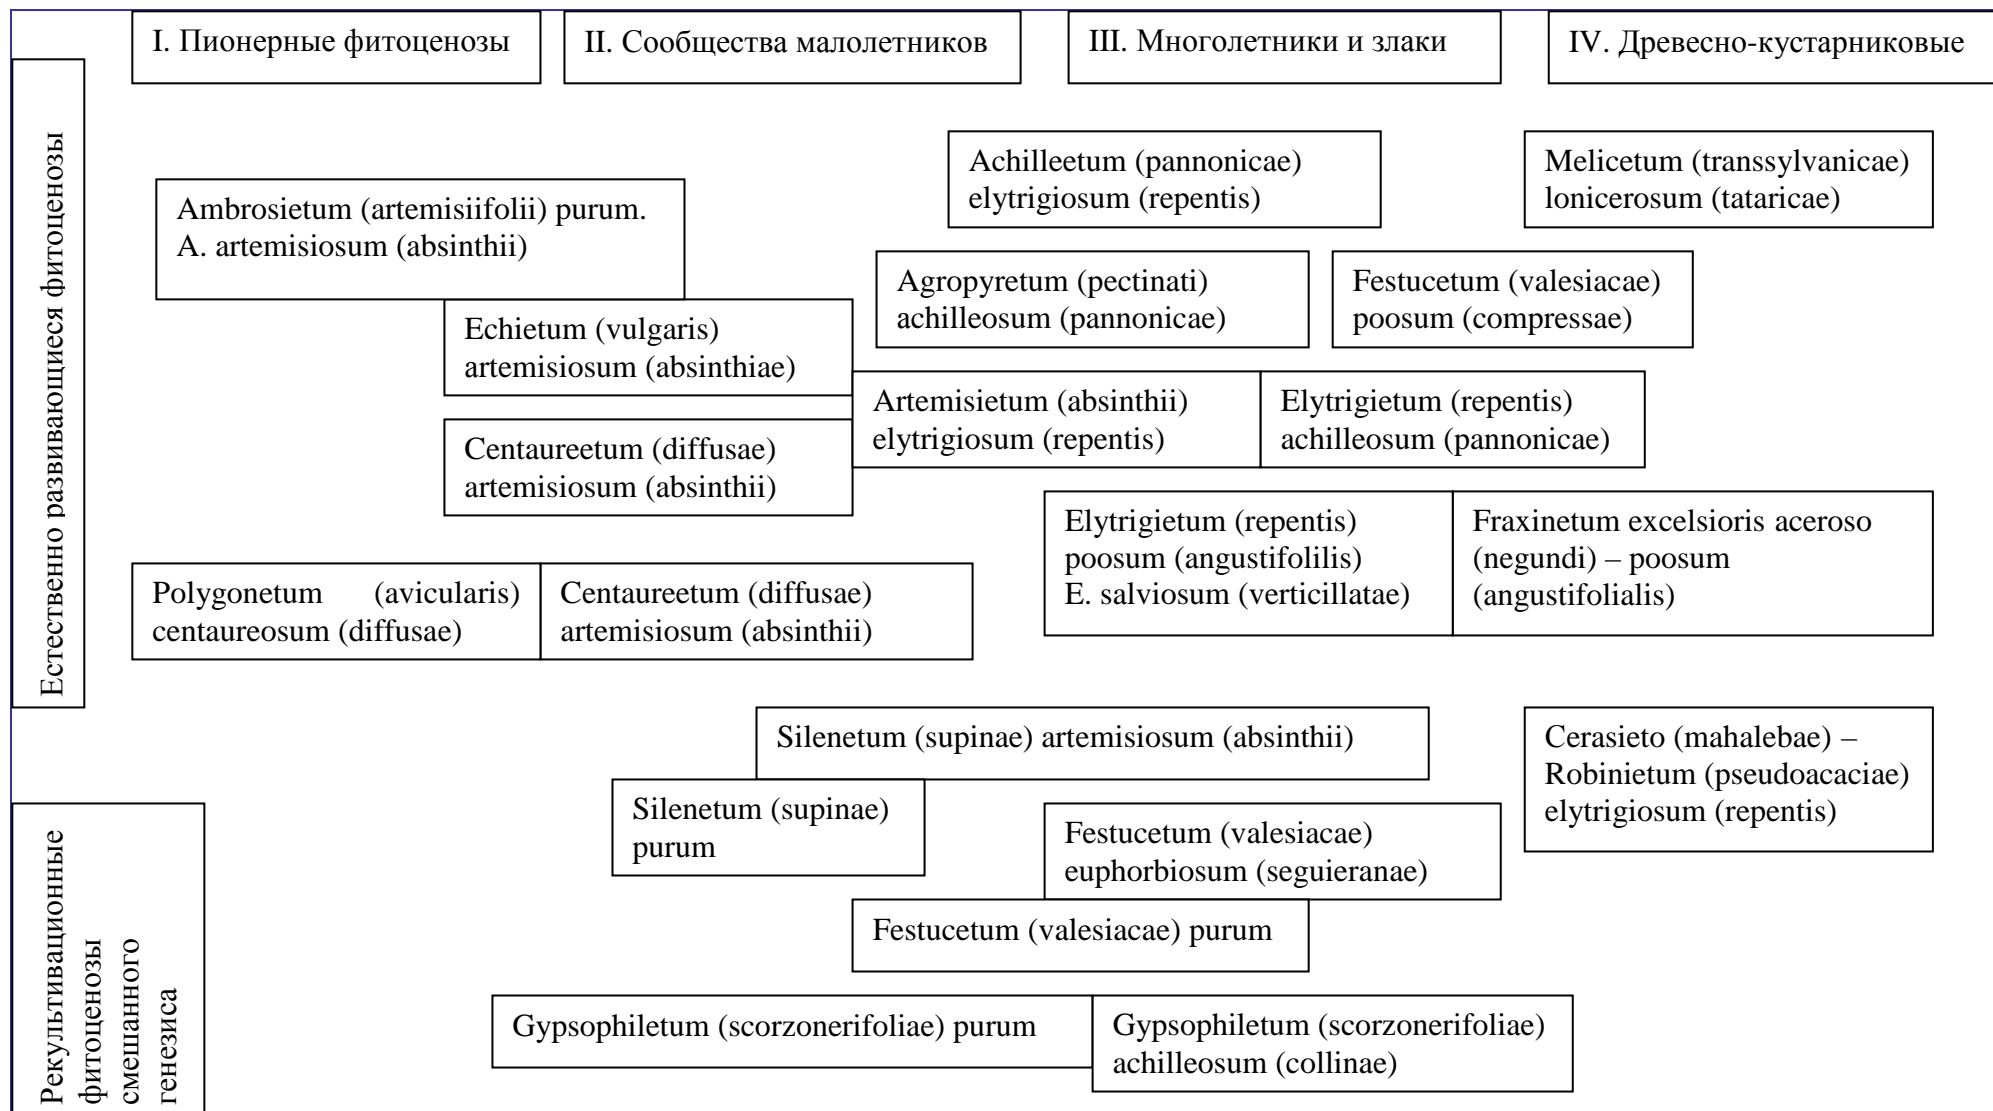 I. Пионерные фитоценозы
II. Сообщества малолетников
III. Многолетники и злаки
IV. Древесно-кустарниковые
Естественно развивающиеся фитоценозы
Achilleetum (pannonicae)
elytrigiosum (repentis)
Melicetum (transsylvanicae)
lonicerosum (tataricae)
Ambrosietum (artemisiifolii) purum.
A. artemisiosum (absinthii)
Agropyretum (pectinati)
achilleosum (pannonicae)
Festucetum (valesiacae)
poosum (compressae)
Echietum (vulgaris)
artemisiosum (absinthiae)
Artemisietum (absinthii)
elytrigiosum (repentis)
Elytrigietum (repentis)
achilleosum (pannonicae)
Centaureetum (diffusae)
artemisiosum (absinthii)
Elytrigietum (repentis)
poosum (angustifolilis)
E. salviosum (verticillatae)
Fraxinetum excelsioris aceroso
(negundi) – poosum
(angustifolialis)
Polygonetum (avicularis)
centaureosum (diffusae)
Centaureetum (diffusae)
artemisiosum (absinthii)
Silenetum (supinae) artemisiosum (absinthii)
Cerasieto (mahalebae) –
Robinietum (pseudoacaciae)
elytrigiosum (repentis)
Silenetum (supinae)
purum
Рекультивационные
фитоценозы
смешанного
генезиса
Festucetum (valesiacae)
euphorbiosum (seguieranae)
Festucetum (valesiacae) purum
Gypsophiletum (scorzonerifoliae) purum
Gypsophiletum (scorzonerifoliae)
achilleosum (collinae)